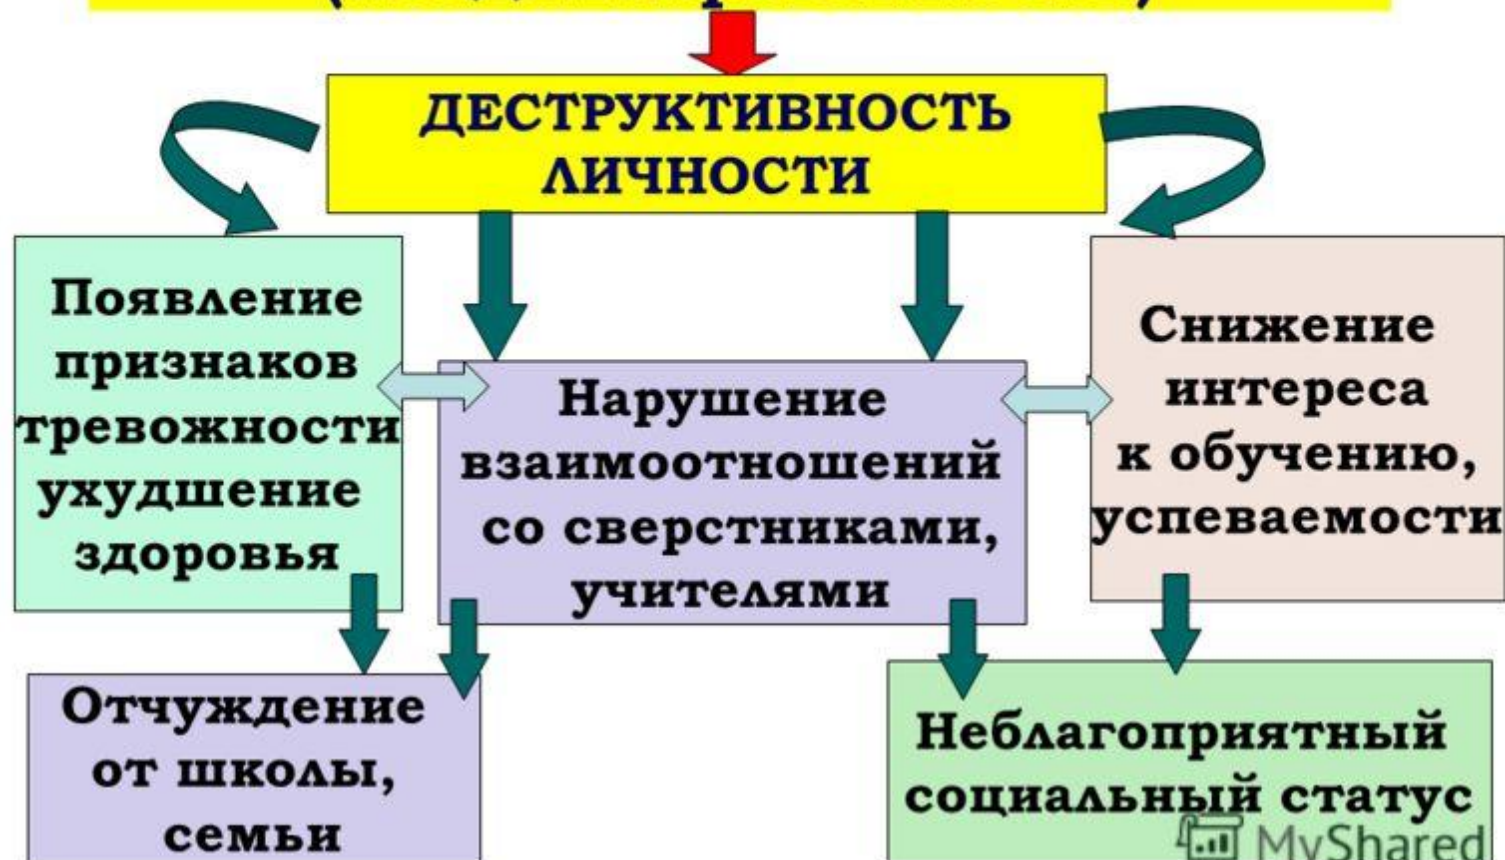 ДЕСТРУКТИВНОСТЬ
ЛИЧНОСТИ
Появление
признаков
тревожности
ухудшение
здоровья
Нарушение
взаимоотношений
со сверстниками,
учителями
Снижение
интереса
к обучению,
успеваемости
Отчуждение
от школы,
семьи
Неблагоприятный
социальный статус
MyShared